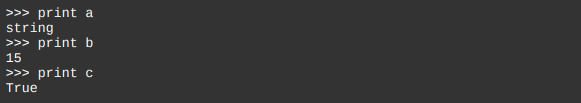 >>> print a
string
>>> print b
15
>>> print c
True